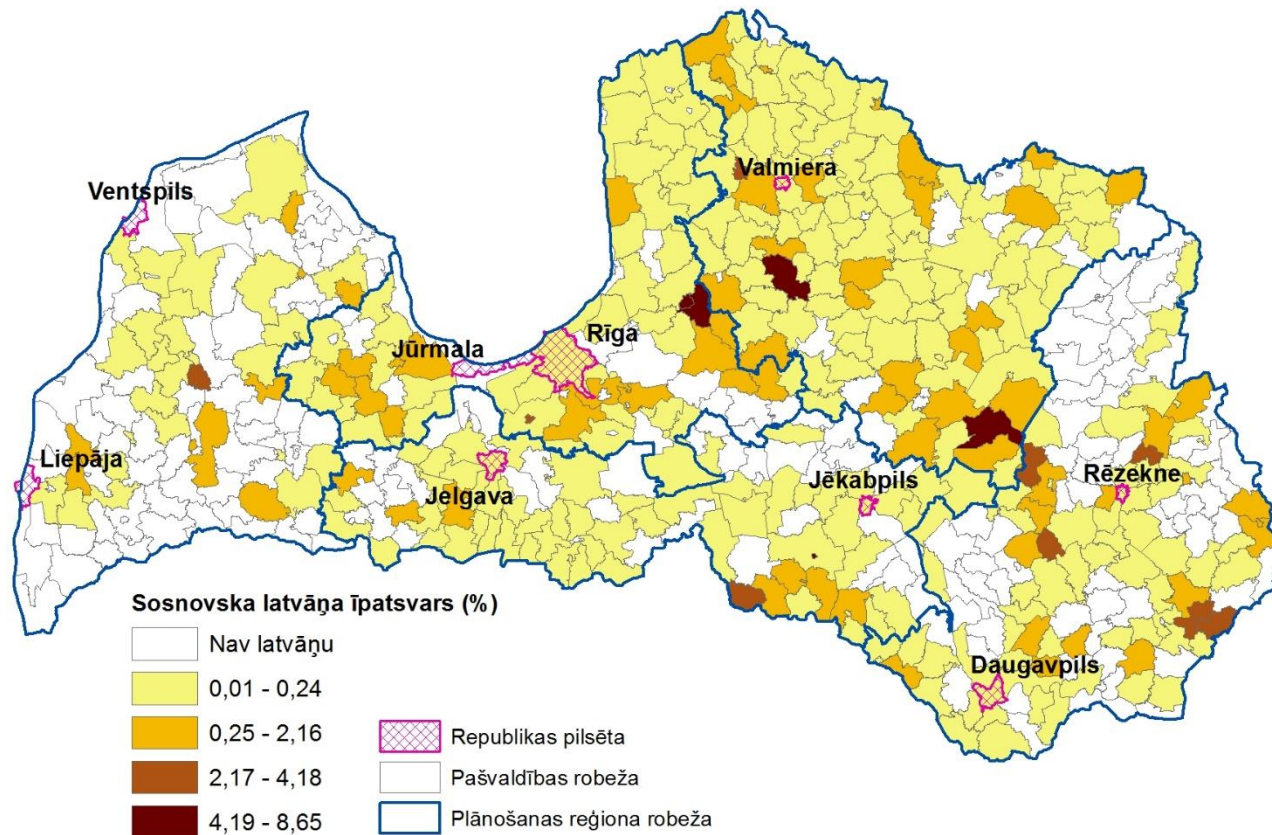 Valmiera
Ventspils
Rīga
Jūrmala
Liepāja
Jelgava
Jēkabpils
Rēzekne
Daugavpils
Sosnovska latvāņa īpatsvars (%)
Nav latvāņu
0,01 - 0,24
0,25 - 2,16
2,17 - 4,18
4,19 - 8,65
Republikas pilsēta
Pašvaldības robeža
Plānošanas reģiona robeža